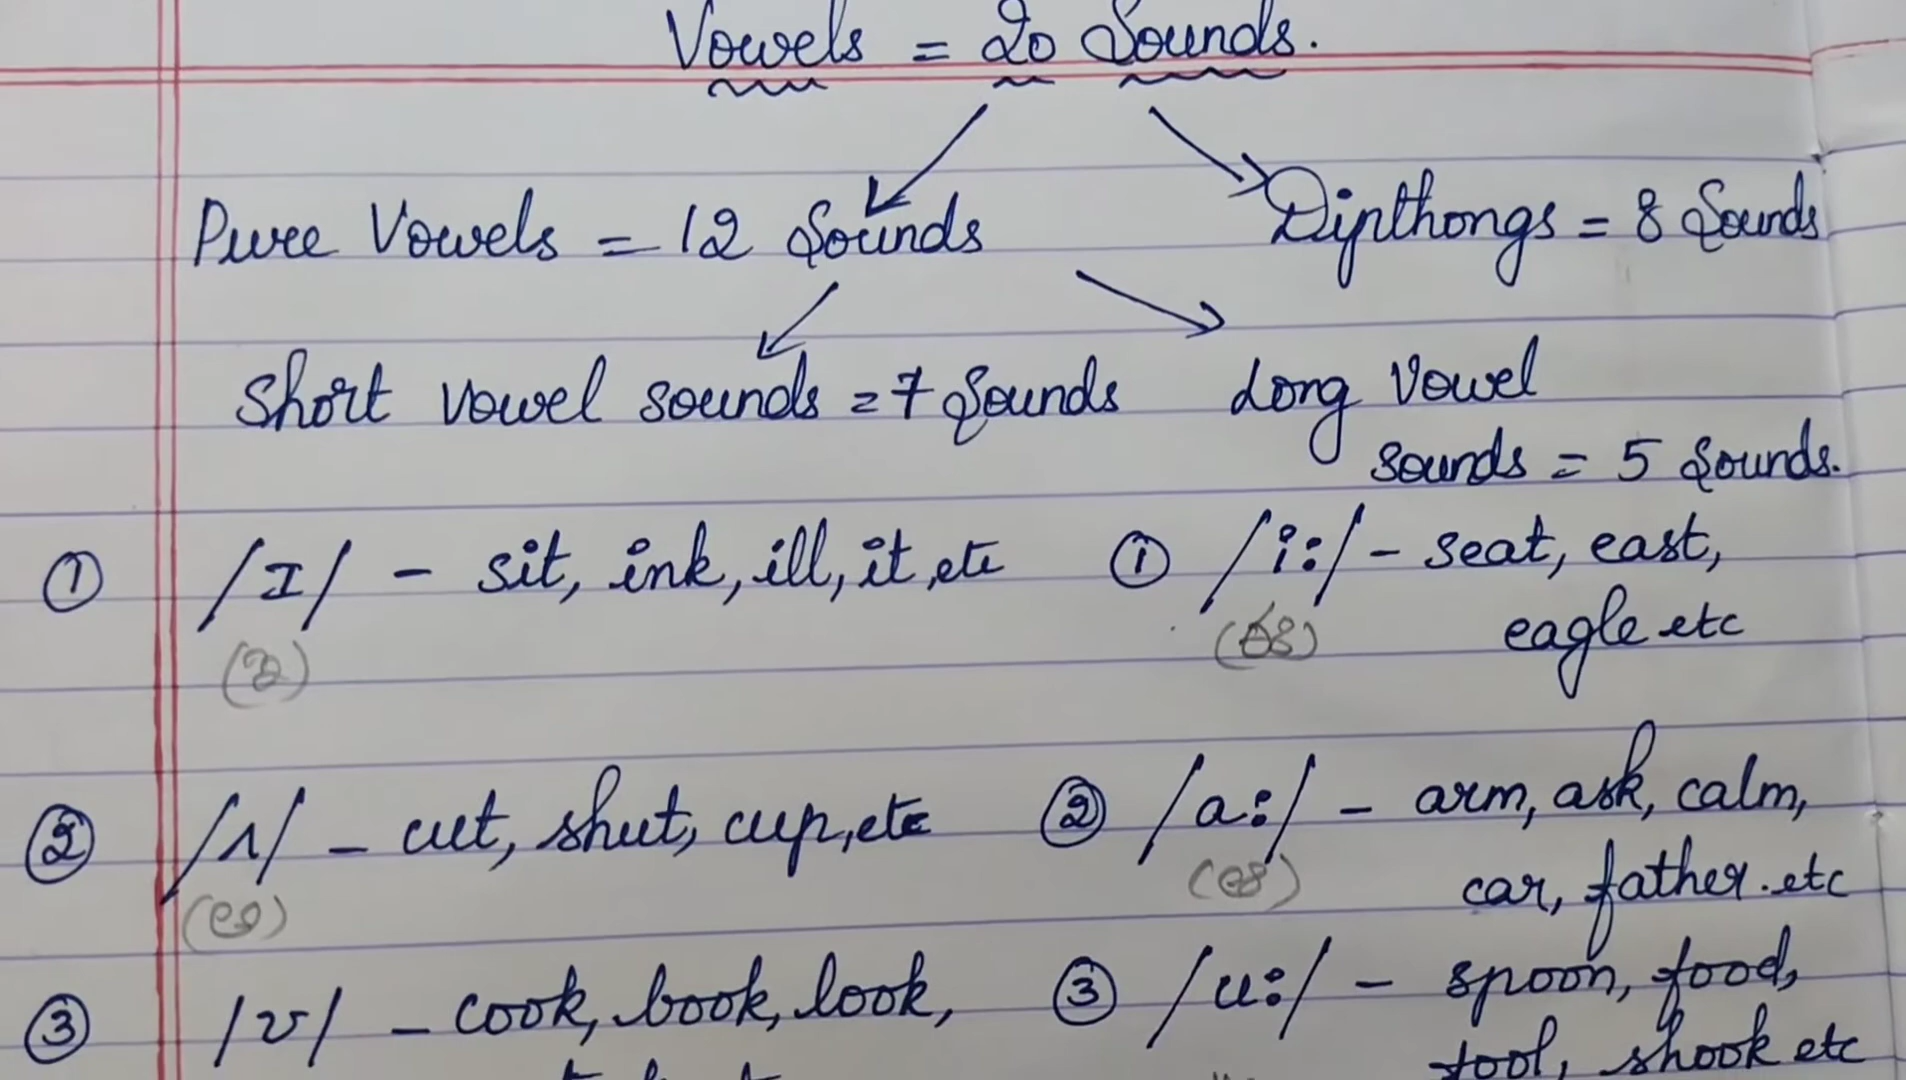 Vowels = 20 Sounds.
Pure Vowels = 12 Sounds
Dipthongs = 8 Sounds
Short vowel sounds = 7 Sounds
Long Vowel
sounds = 5 Sounds.
① /I/ - sit, ink, ill, it, etc
① /i:/ - seat, east,
eagle etc
② /ʌ/ - cut, shut, cup, etc
② /a:/ - arm, ask, calm,
car, father. etc
③ /ʊ/ - cook, book, look,
③ /u:/ - spoon, food,
tool, shook etc